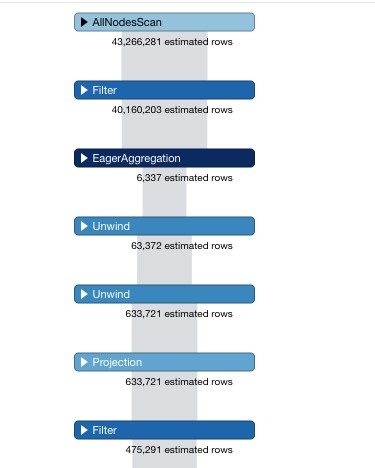 AllNodesScan
43,266,281 estimated rows
Filter
40,160,203 estimated rows
EagerAggregation
6,337 estimated rows
Unwind
63,372 estimated rows
Unwind
633,721 estimated rows
Projection
633,721 estimated rows
Filter
475,291 estimated rows